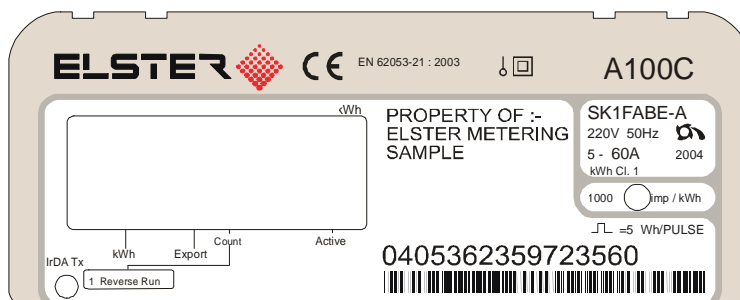 ELSTER CE EN 62053-21 : 2003 A100C
kWh
PROPERTY OF :-
ELSTER METERING
SAMPLE
SK1FABE-A
220V 50Hz
5 - 60A 2004
kWh Cl. 1
1000 imp / kWh
=5 Wh/PULSE
kWh Export Count Active
IrDA Tx
1 Reverse Run
0405362359723560